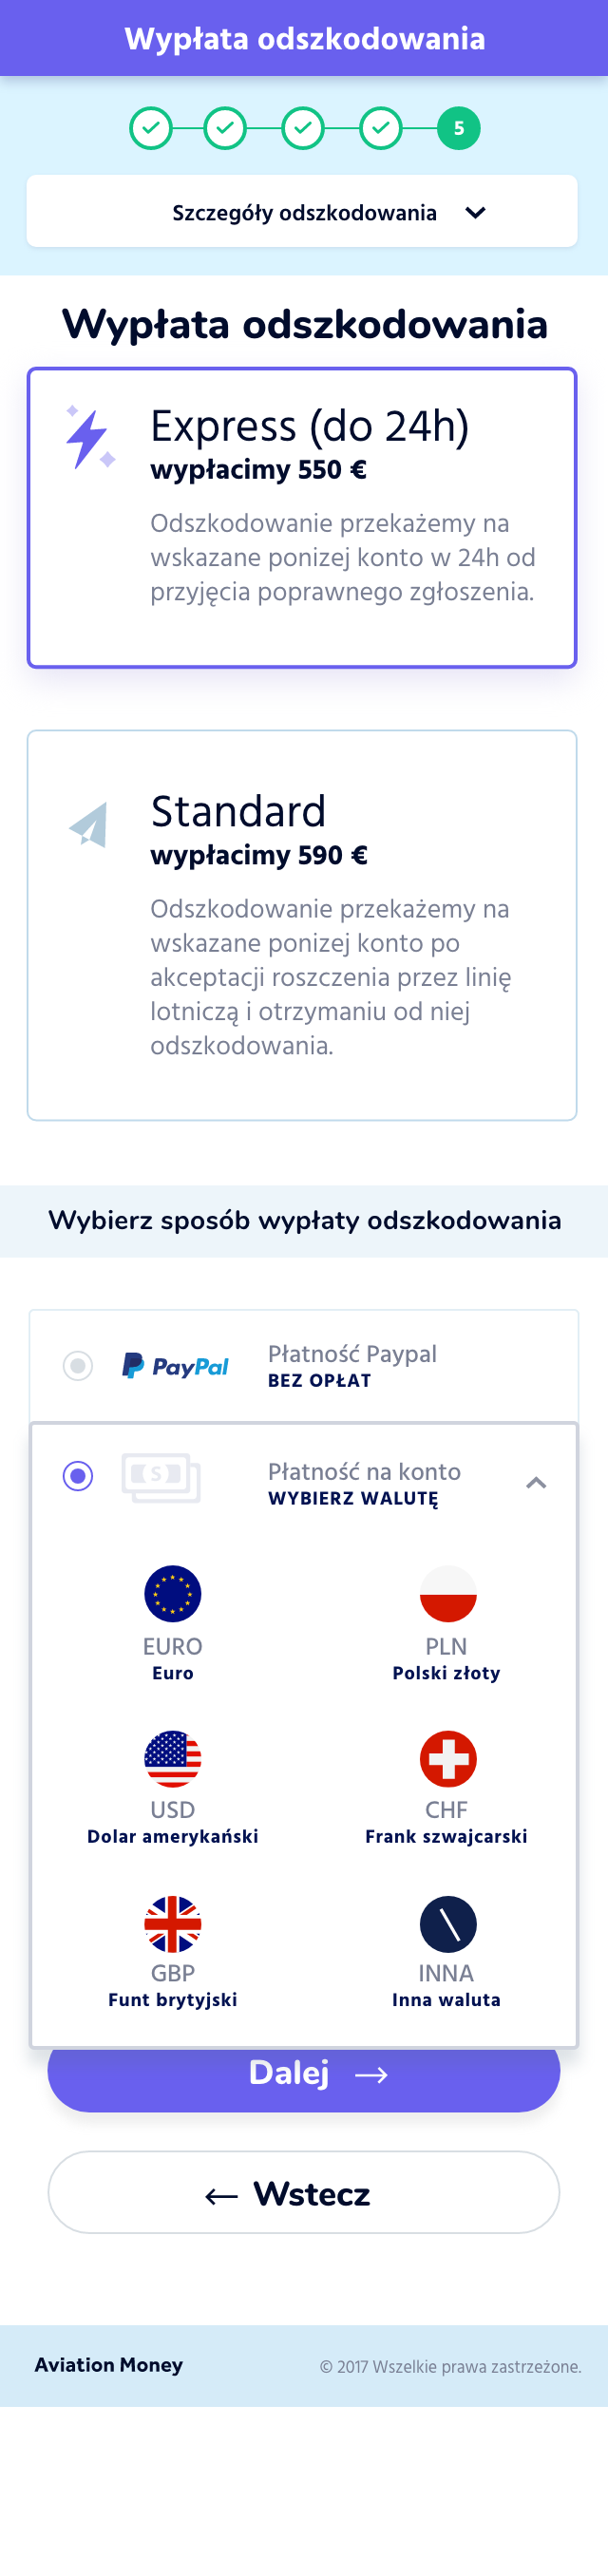 Wypłata odszkodowania
5
Szczegóły odszkodowania
Wypłata odszkodowania
Express (do 24h)
wypłacimy 550 €
Odszkodowanie przekażemy na
wskazane ponizej konto w 24h od
przyjęcia poprawnego zgłoszenia.
Standard
wypłacimy 590 €
Odszkodowanie przekażemy na
wskazane ponizej konto po
akceptacji roszczenia przez linię
lotniczą i otrzymaniu od niej
odszkodowania.
Wybierz sposób wypłaty odszkodowania
PayPal
Płatność Paypal
BEZ OPŁAT
S
Płatność na konto
WYBIERZ WALUTĘ
EURO
Euro
PLN
Polski złoty
USD
Dolar amerykański
CHF
Frank szwajcarski
GBP
Funt brytyjski
INNA
Inna waluta
Dalej
Wstecz
Aviation Money
© 2017 Wszelkie prawa zastrzeżone.